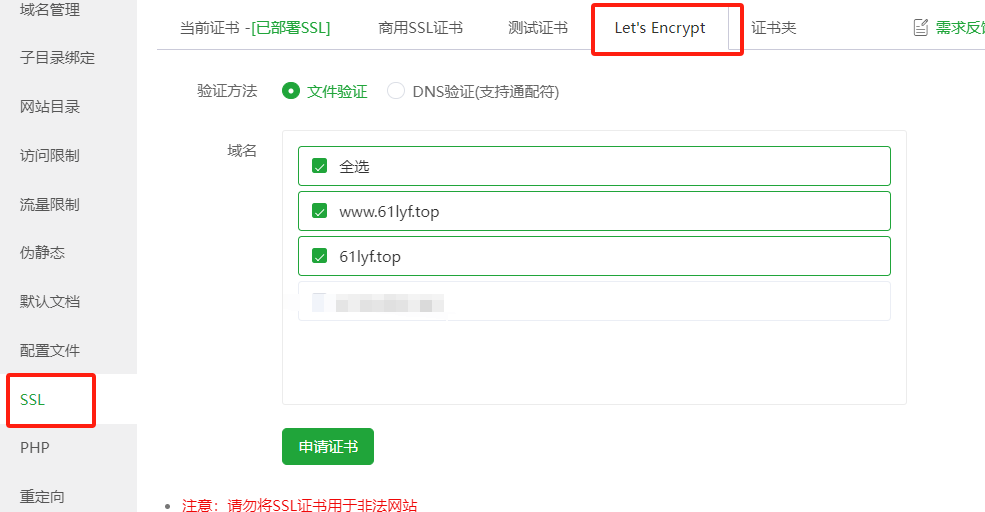 域名管理
子目录绑定
网站目录
访问限制
流量限制
伪静态
默认文档
配置文件
SSL
PHP
重定向
当前证书 -[已部署SSL] 商用SSL证书 测试证书 Let's Encrypt 证书夹 需求反馈
验证方法 文件验证 DNS验证(支持通配符)
域名
全选
www.61lyf.top
61lyf.top
申请证书
注意：请勿将SSL证书用于非法网站